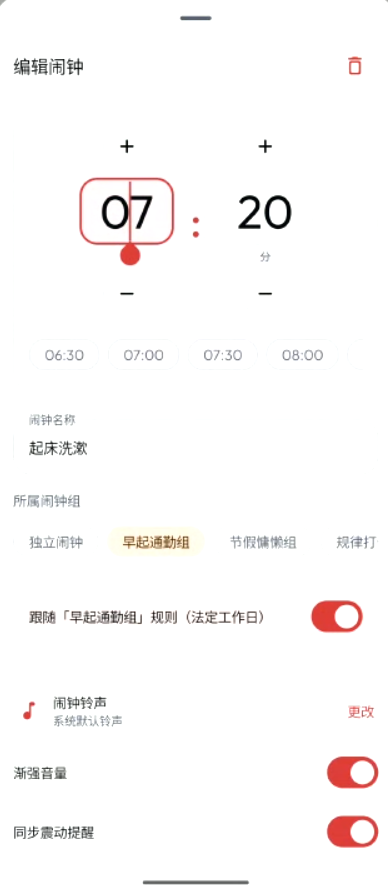 编辑闹钟
+ +
07 : 20
分
− −
06:30 07:00 07:30 08:00
闹钟名称
起床洗漱
所属闹钟组
独立闹钟 早起通勤组 节假慵懒组 规律打
跟随「早起通勤组」规则（法定工作日）
闹钟铃声
系统默认铃声
更改
渐强音量
同步震动提醒